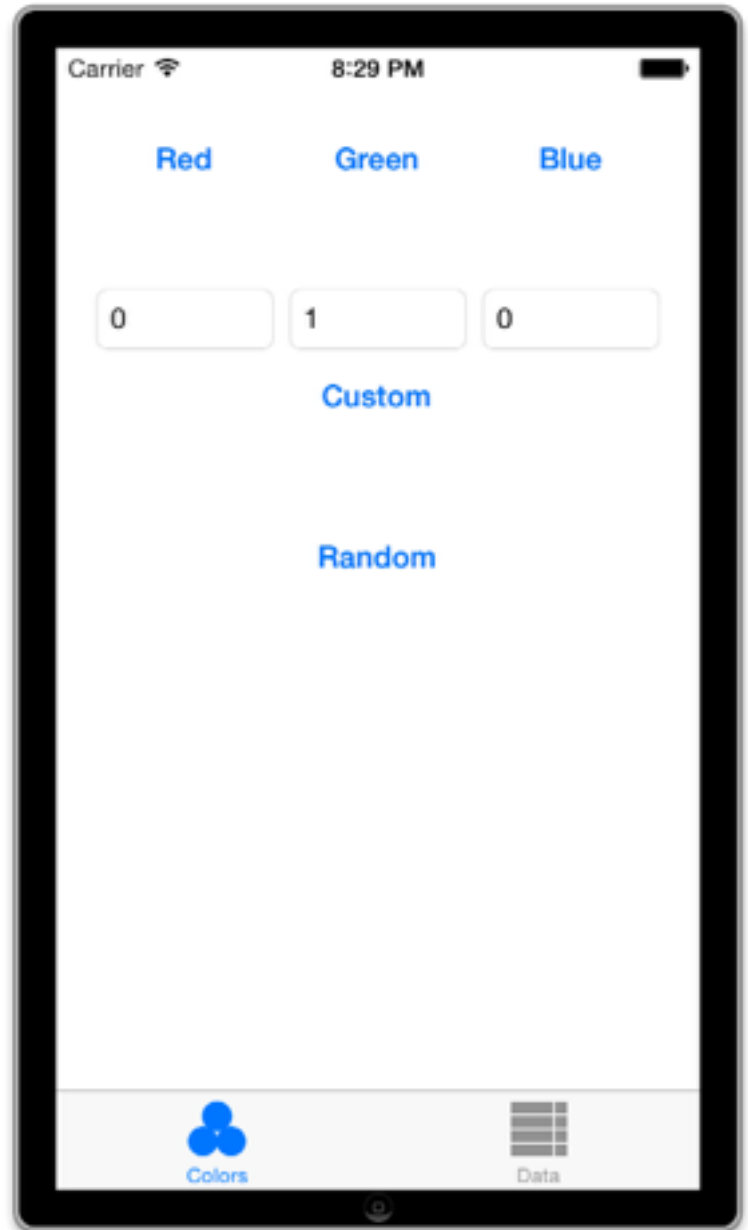 Carrier 8:29 PM
Red Green Blue
0 1 0
Custom
Random
Colors Data